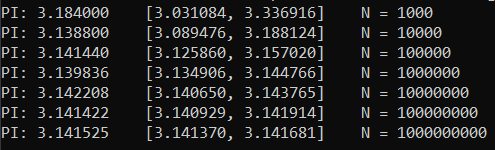 PI: 3.184000    [3.031084, 3.336916]    N = 1000
PI: 3.138800    [3.089476, 3.188124]    N = 10000
PI: 3.141440    [3.125860, 3.157020]    N = 100000
PI: 3.139836    [3.134906, 3.144766]    N = 1000000
PI: 3.142208    [3.140650, 3.143765]    N = 10000000
PI: 3.141422    [3.140929, 3.141914]    N = 100000000
PI: 3.141525    [3.141370, 3.141681]    N = 1000000000